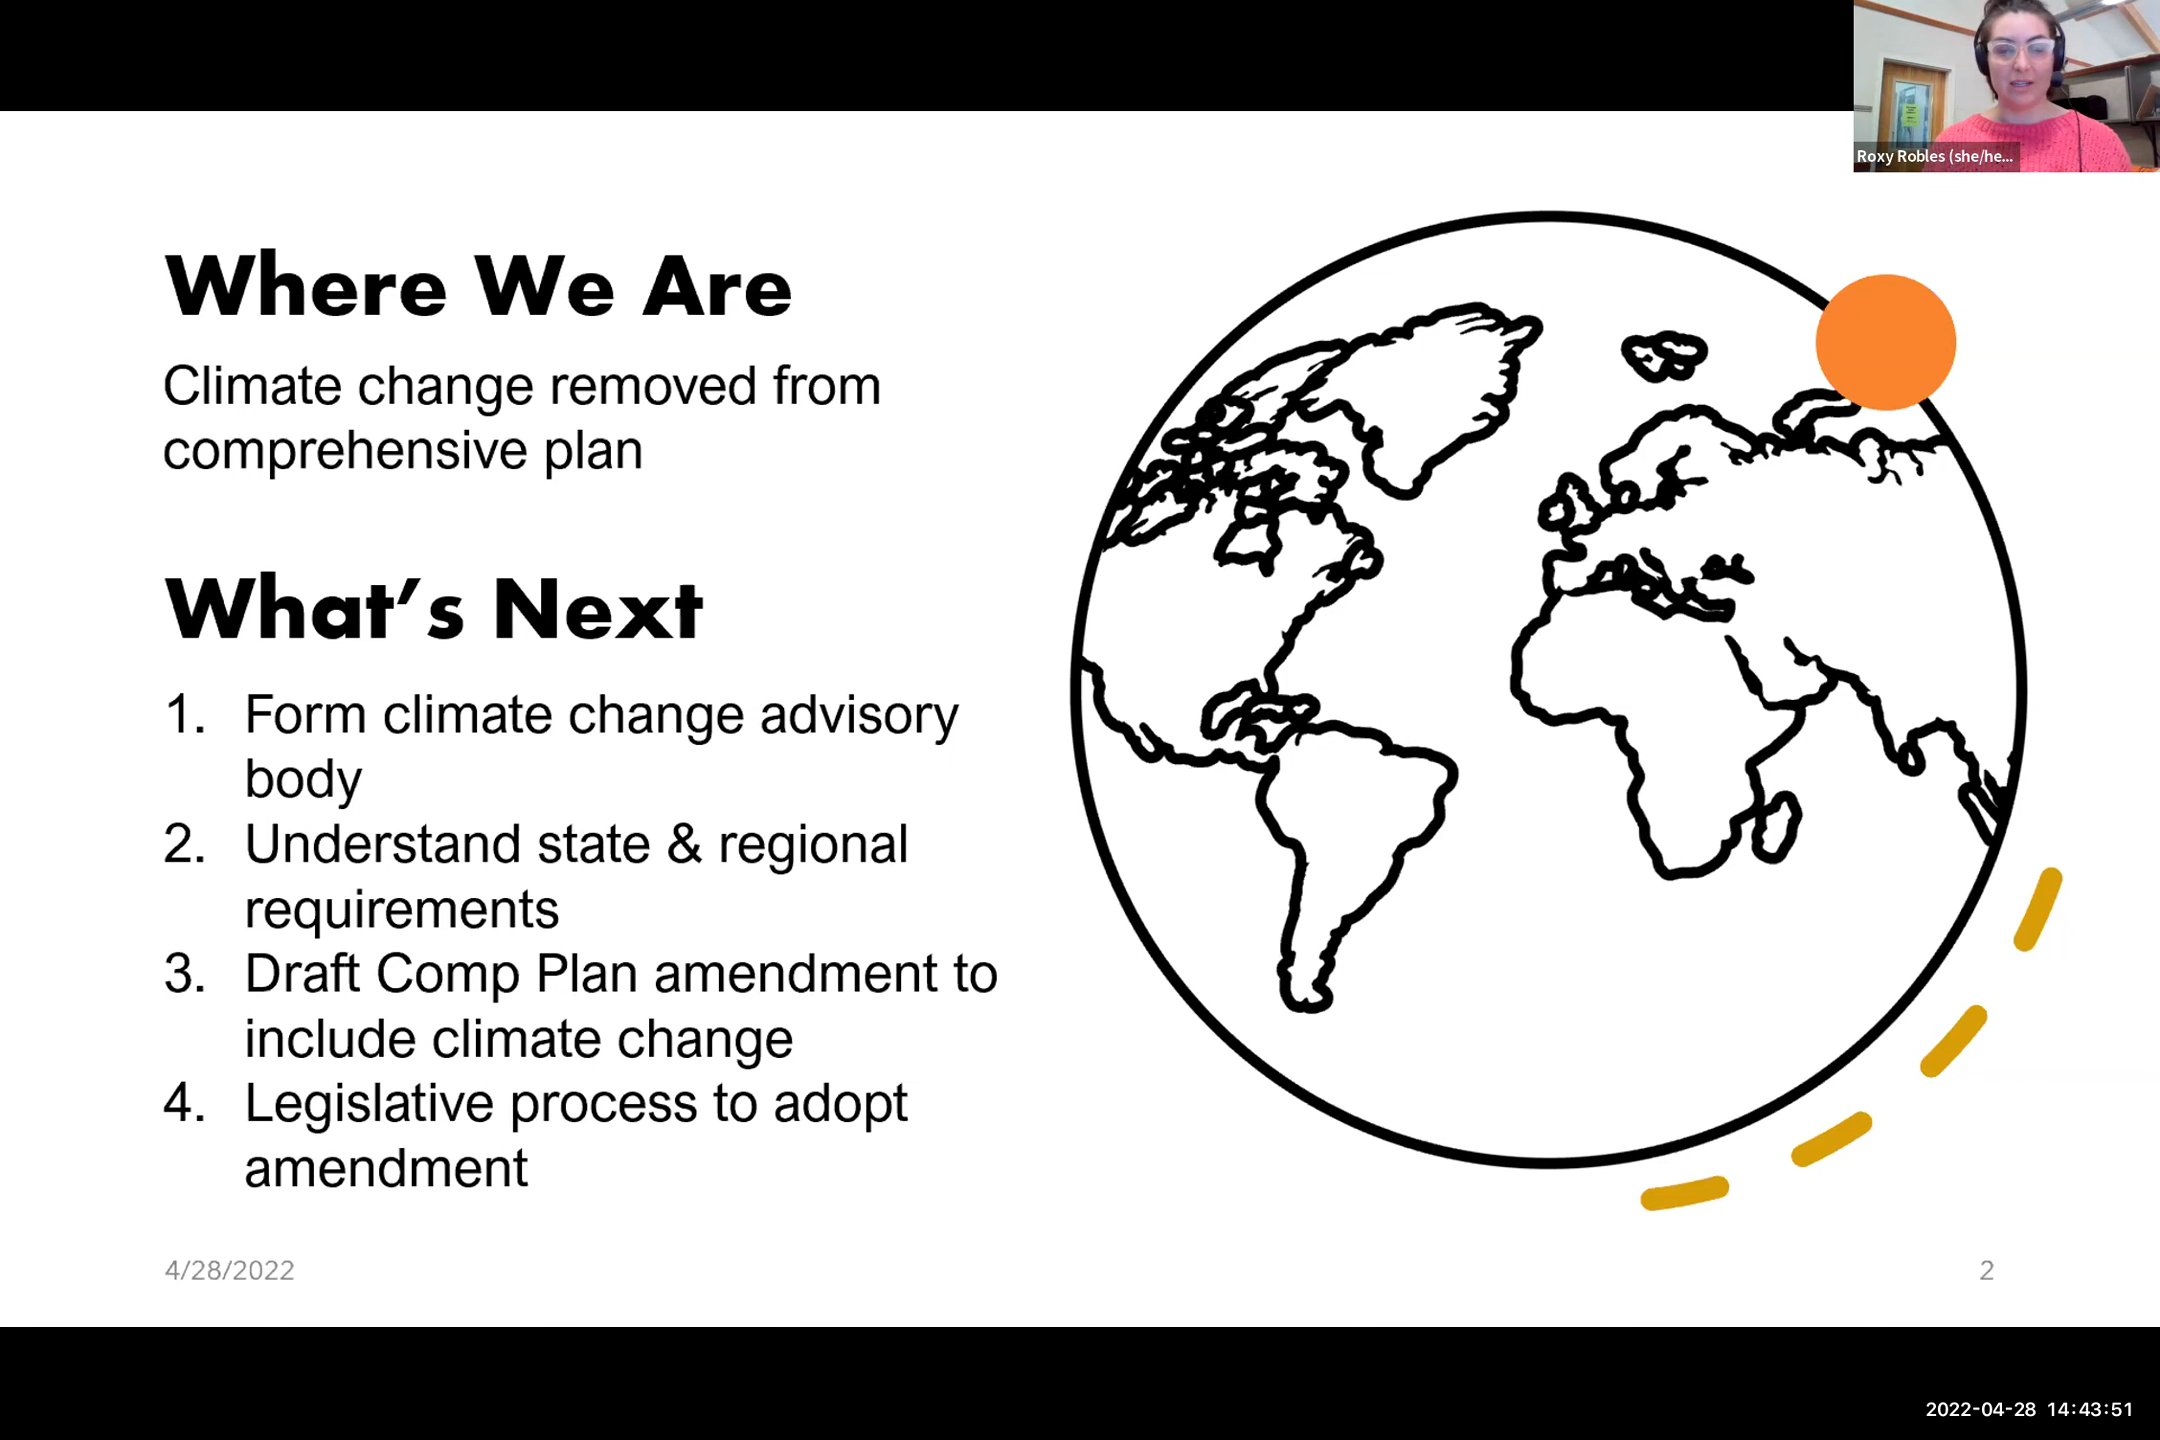 Roxy Robles (she/he...
Where We Are
Climate change removed from
comprehensive plan
What's Next
1. Form climate change advisory
body
2. Understand state & regional
requirements
3. Draft Comp Plan amendment to
include climate change
4. Legislative process to adopt
amendment
4/28/2022
2
2022-04-28 14:43:51